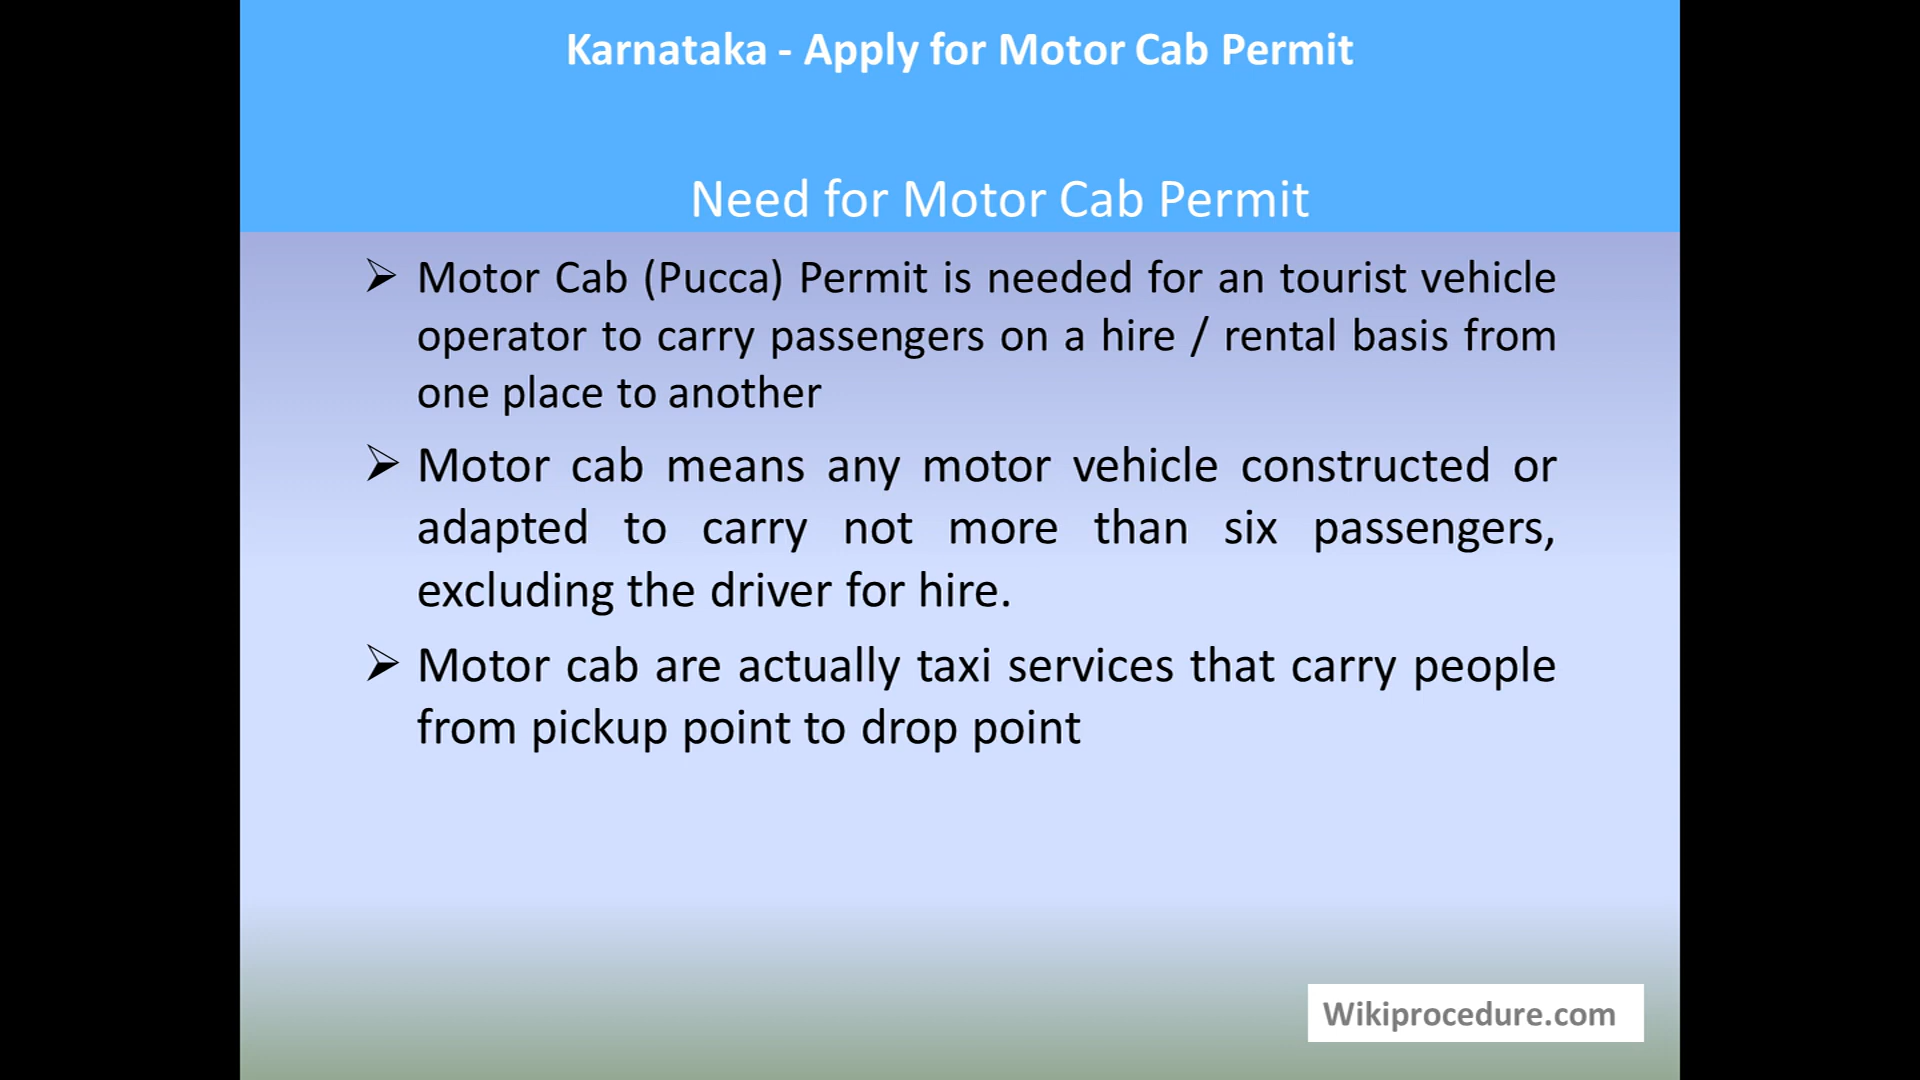 Karnataka - Apply for Motor Cab Permit
Need for Motor Cab Permit
➢ Motor Cab (Pucca) Permit is needed for an tourist vehicle
operator to carry passengers on a hire / rental basis from
one place to another
➢ Motor cab means any motor vehicle constructed or
adapted to carry not more than six passengers,
excluding the driver for hire.
➢ Motor cab are actually taxi services that carry people
from pickup point to drop point
Wikiprocedure.com